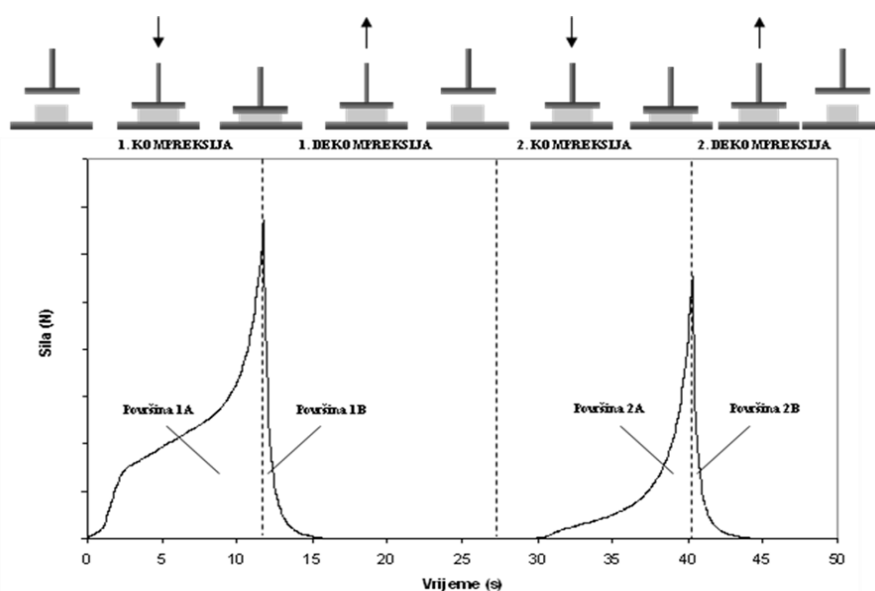 1. KOMPREKSIJA 1. DEKOMPREKSIJA 2. KOMPREKSIJA 2. DEKOMPREKSIJA
Sila (N)
Površina 1A Površina 1B Površina 2A Površina 2B
0 5 10 15 20 25 30 35 40 45 50
Vrijeme (s)